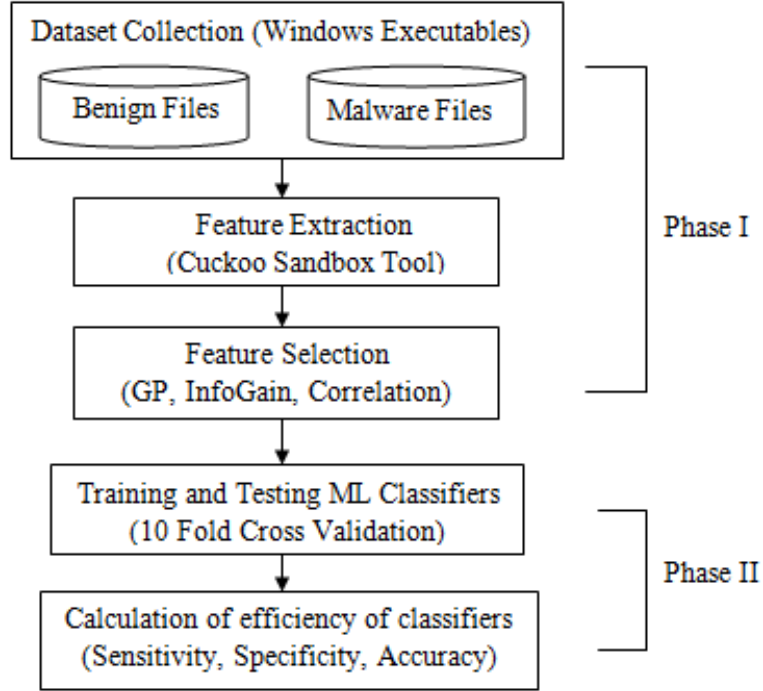 Dataset Collection (Windows Executables)
Benign Files
Malware Files
Feature Extraction
(Cuckoo Sandbox Tool)
Phase I
Feature Selection
(GP, InfoGain, Correlation)
Training and Testing ML Classifiers
(10 Fold Cross Validation)
Phase II
Calculation of efficiency of classifiers
(Sensitivity, Specificity, Accuracy)